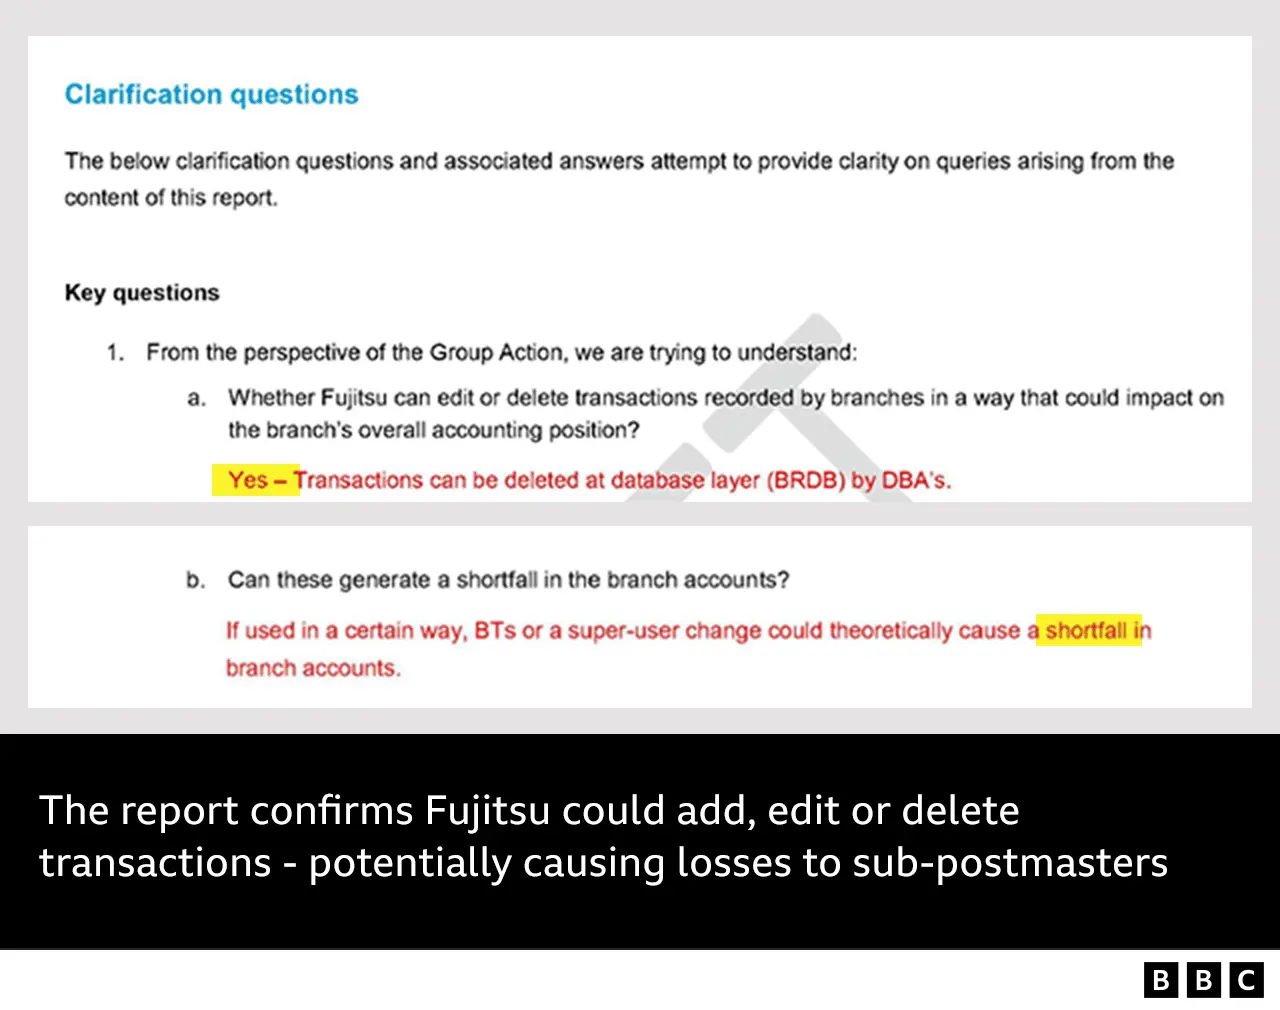 Clarification questions
The below clarification questions and associated answers attempt to provide clarity on queries arising from the
content of this report.
Key questions
1. From the perspective of the Group Action, we are trying to understand:
a. Whether Fujitsu can edit or delete transactions recorded by branches in a way that could impact on
the branch's overall accounting position?
Yes – Transactions can be deleted at database layer (BRDB) by DBA's.
b. Can these generate a shortfall in the branch accounts?
If used in a certain way, BTs or a super-user change could theoretically cause a shortfall in
branch accounts.
The report confirms Fujitsu could add, edit or delete
transactions - potentially causing losses to sub-postmasters
BBC